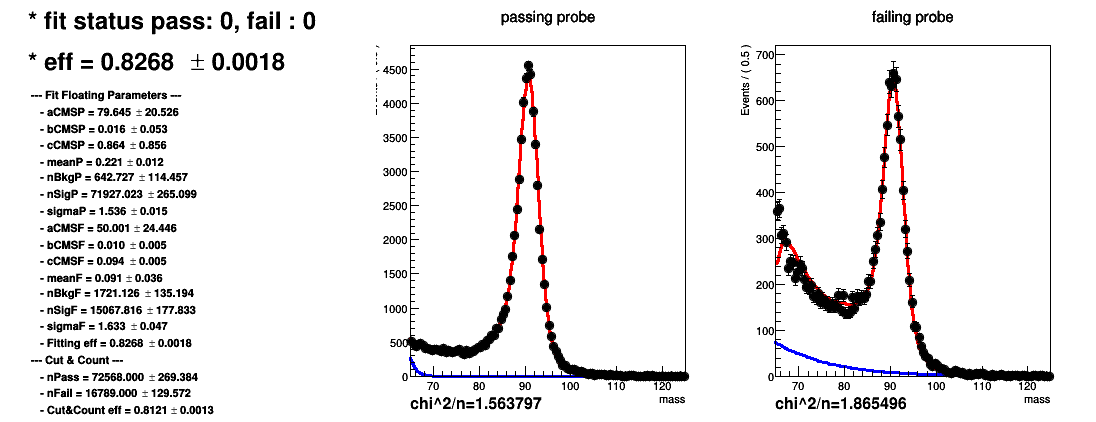 * fit status pass: 0, fail : 0
* eff = 0.8268 ± 0.0018
--- Fit Floating Parameters ---
- aCMSP = 79.645 ± 20.526
- bCMSP = 0.016 ± 0.053
- cCMSP = 0.864 ± 0.856
- meanP = 0.221 ± 0.012
- nBkgP = 642.727 ± 114.457
- nSigP = 71927.023 ± 265.099
- sigmaP = 1.536 ± 0.015
- aCMSF = 50.001 ± 24.446
- bCMSF = 0.010 ± 0.005
- cCMSF = 0.094 ± 0.005
- meanF = 0.091 ± 0.036
- nBkgF = 1721.126 ± 135.194
- nSigF = 15067.816 ± 177.833
- sigmaF = 1.633 ± 0.047
- Fitting eff = 0.8268 ± 0.0018
--- Cut & Count ---
- nPass = 72568.000 ± 269.384
- nFail = 16789.000 ± 129.572
- Cut&Count eff = 0.8121 ± 0.0013
passing probe
4500
4000
3500
3000
2500
2000
1500
1000
500
0
70 80 90 100 110 120
mass
chi^2/n=1.563797
failing probe
Events / ( 0.5 )
700
600
500
400
300
200
100
0
70 80 90 100 110 120
mass
chi^2/n=1.865496